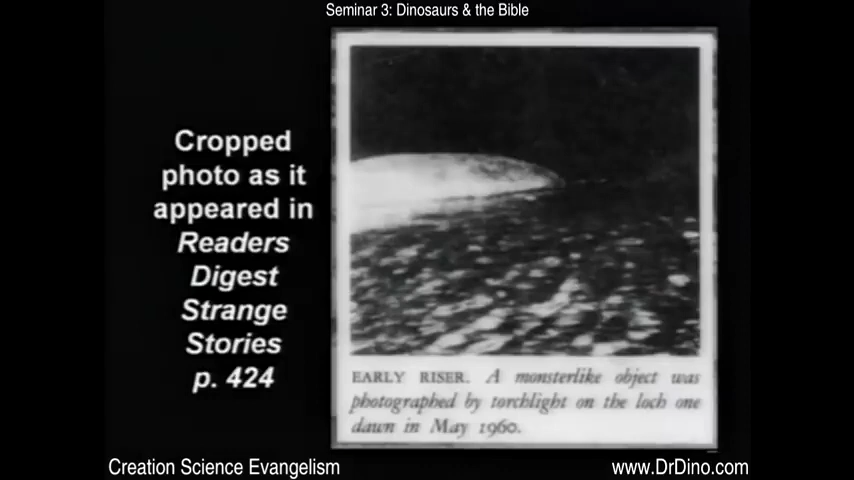 Seminar 3: Dinosaurs & the Bible
Cropped
photo as it
appeared in
Readers
Digest
Strange
Stories
p. 424
EARLY RISER. A monsterlike object was
photographed by torchlight on the loch one
dawn in May 1960.
Creation Science Evangelism
www.DrDino.com